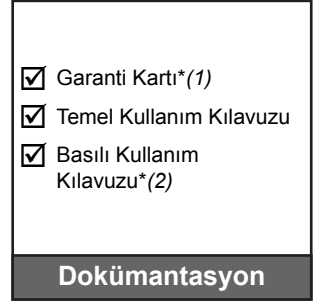 Garanti Kartı*(1)
Temel Kullanım Kılavuzu
Basılı Kullanım
Kılavuzu*(2)
Dokümantasyon